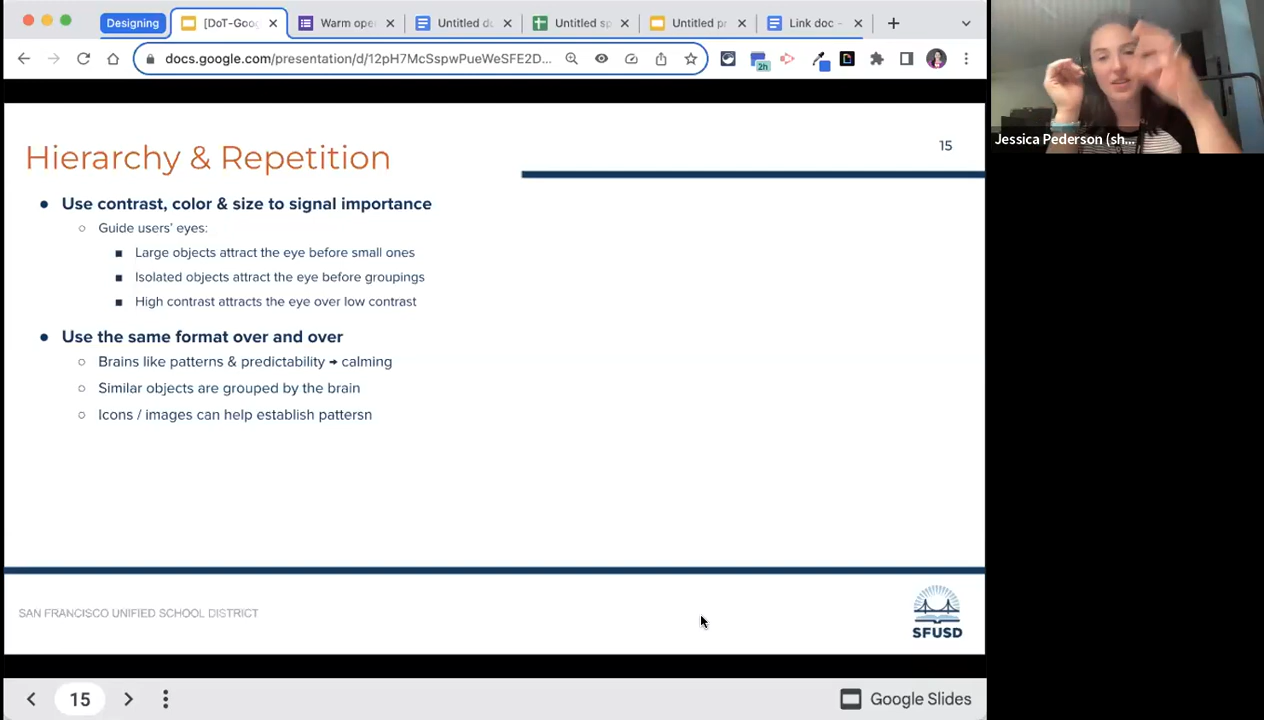 Designing
[DoT-Goo
Warm ope
Untitled d
Untitled sp
Untitled p
Link doc -
docs.google.com/presentation/d/12pH7McSspwPueWeSFE2D...
2h
Jessica Pederson (sh...
Hierarchy & Repetition
15
● Use contrast, color & size to signal importance
○ Guide users' eyes:
■ Large objects attract the eye before small ones
■ Isolated objects attract the eye before groupings
■ High contrast attracts the eye over low contrast
● Use the same format over and over
○ Brains like patterns & predictability → calming
○ Similar objects are grouped by the brain
○ Icons / images can help establish pattersn
SAN FRANCISCO UNIFIED SCHOOL DISTRICT
SFUSD
15
Google Slides